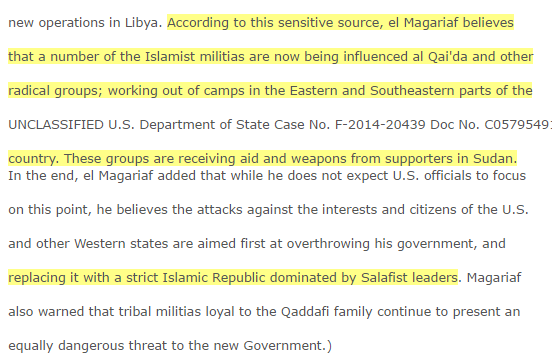 new operations in Libya. According to this sensitive source, el Magariaf believes
that a number of the Islamist militias are now being influenced al Qai'da and other
radical groups; working out of camps in the Eastern and Southeastern parts of the
UNCLASSIFIED U.S. Department of State Case No. F-2014-20439 Doc No. C05795491
country. These groups are receiving aid and weapons from supporters in Sudan.
In the end, el Magariaf added that while he does not expect U.S. officials to focus
on this point, he believes the attacks against the interests and citizens of the U.S.
and other Western states are aimed first at overthrowing his government, and
replacing it with a strict Islamic Republic dominated by Salafist leaders. Magariaf
also warned that tribal militias loyal to the Qaddafi family continue to present an
equally dangerous threat to the new Government.)